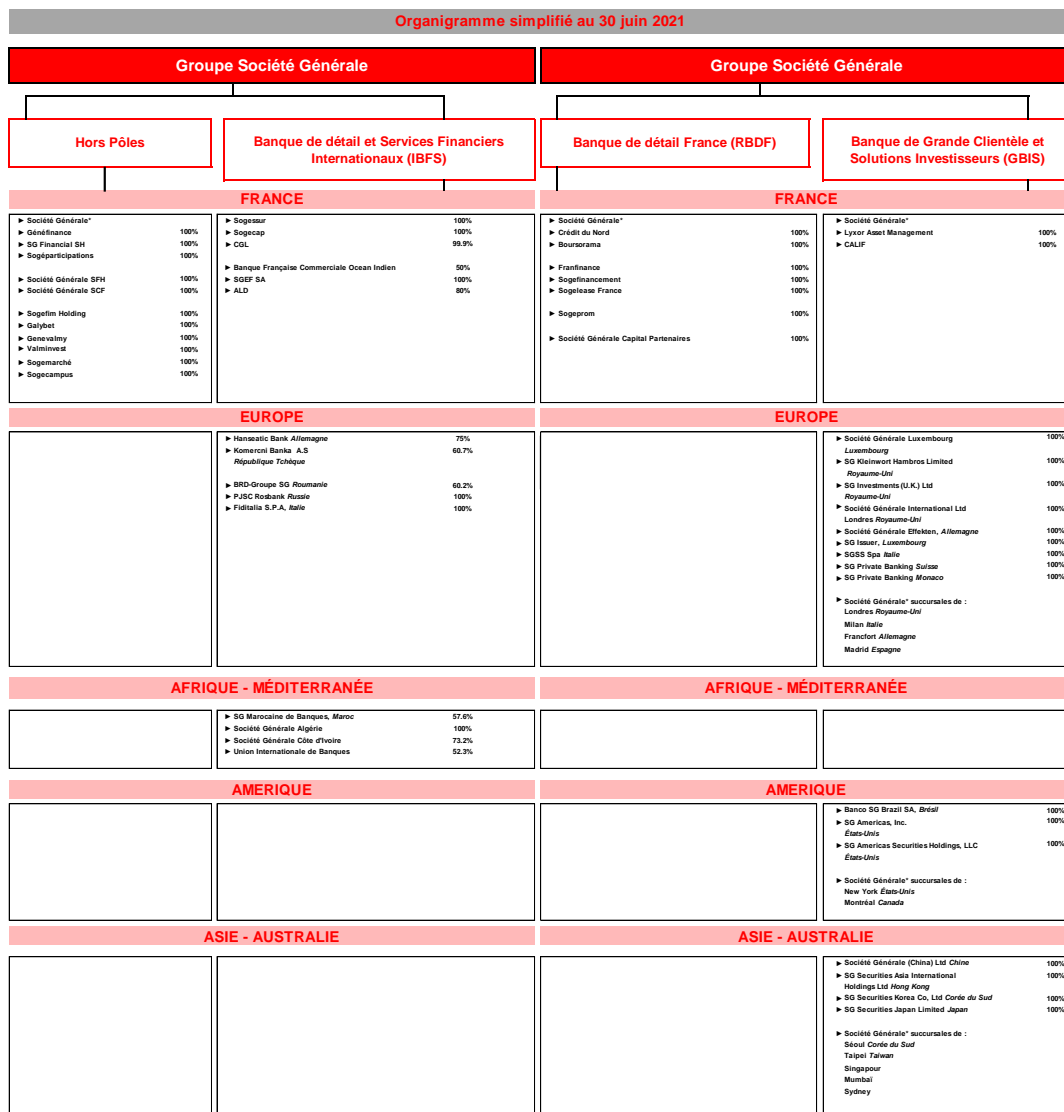 Organigramme simplifié au 30 juin 2021
Groupe Société Générale
Groupe Société Générale
Hors Pôles
Banque de détail et Services Financiers
Internationaux (IBFS)
Banque de détail France (RBDF)
Banque de Grande Clientèle et
Solutions Investisseurs (GBIS)
FRANCE
FRANCE
► Société Générale*
► Généfinance 100%
► SG Financial SH 100%
► Sogéparticipations 100%
► Société Générale SFH 100%
► Société Générale SCF 100%
► Sogefim Holding 100%
► Galybet 100%
► Genevalmy 100%
► Valminvest 100%
► Sogemarché 100%
► Sogecampus 100%
► Sogessur 100%
► Sogecap 100%
► CGL 99.9%
► Banque Française Commerciale Ocean Indien 50%
► SGEF SA 100%
► ALD 80%
► Société Générale*
► Crédit du Nord 100%
► Boursorama 100%
► Franfinance 100%
► Sogefinancement 100%
► Sogelease France 100%
► Sogeprom 100%
► Société Générale Capital Partenaires 100%
► Société Générale*
► Lyxor Asset Management 100%
► CALIF 100%
EUROPE
EUROPE
► Hanseatic Bank Allemagne 75%
► Komercni Banka A.S 60.7%
République Tchèque
► BRD-Groupe SG Roumanie 60.2%
► PJSC Rosbank Russie 100%
► Fiditalia S.P.A, Italie 100%
► Société Générale Luxembourg 100%
Luxembourg
► SG Kleinwort Hambros Limited 100%
Royaume-Uni
► SG Investments (U.K.) Ltd 100%
Royaume-Uni
► Société Générale International Ltd 100%
Londres Royaume-Uni
► Société Générale Effekten, Allemagne 100%
► SG Issuer, Luxembourg 100%
► SGSS Spa Italie 100%
► SG Private Banking Suisse 100%
► SG Private Banking Monaco 100%
► Société Générale* succursales de :
Londres Royaume-Uni
Milan Italie
Francfort Allemagne
Madrid Espagne
AFRIQUE - MÉDITERRANÉE
AFRIQUE - MÉDITERRANÉE
► SG Marocaine de Banques, Maroc 57.6%
► Société Générale Algérie 100%
► Société Générale Côte d'Ivoire 73.2%
► Union Internationale de Banques 52.3%
AMERIQUE
AMERIQUE
► Banco SG Brazil SA, Brésil 100%
► SG Americas, Inc. 100%
États-Unis
► SG Americas Securities Holdings, LLC 100%
États-Unis
► Société Générale* succursales de :
New York États-Unis
Montréal Canada
ASIE - AUSTRALIE
ASIE - AUSTRALIE
► Société Générale (China) Ltd Chine 100%
► SG Securities Asia International 100%
Holdings Ltd Hong Kong
► SG Securities Korea Co, Ltd Corée du Sud 100%
► SG Securities Japan Limited Japan 100%
► Société Générale* succursales de :
Séoul Corée du Sud
Taipei Taiwan
Singapour
Mumbaï
Sydney